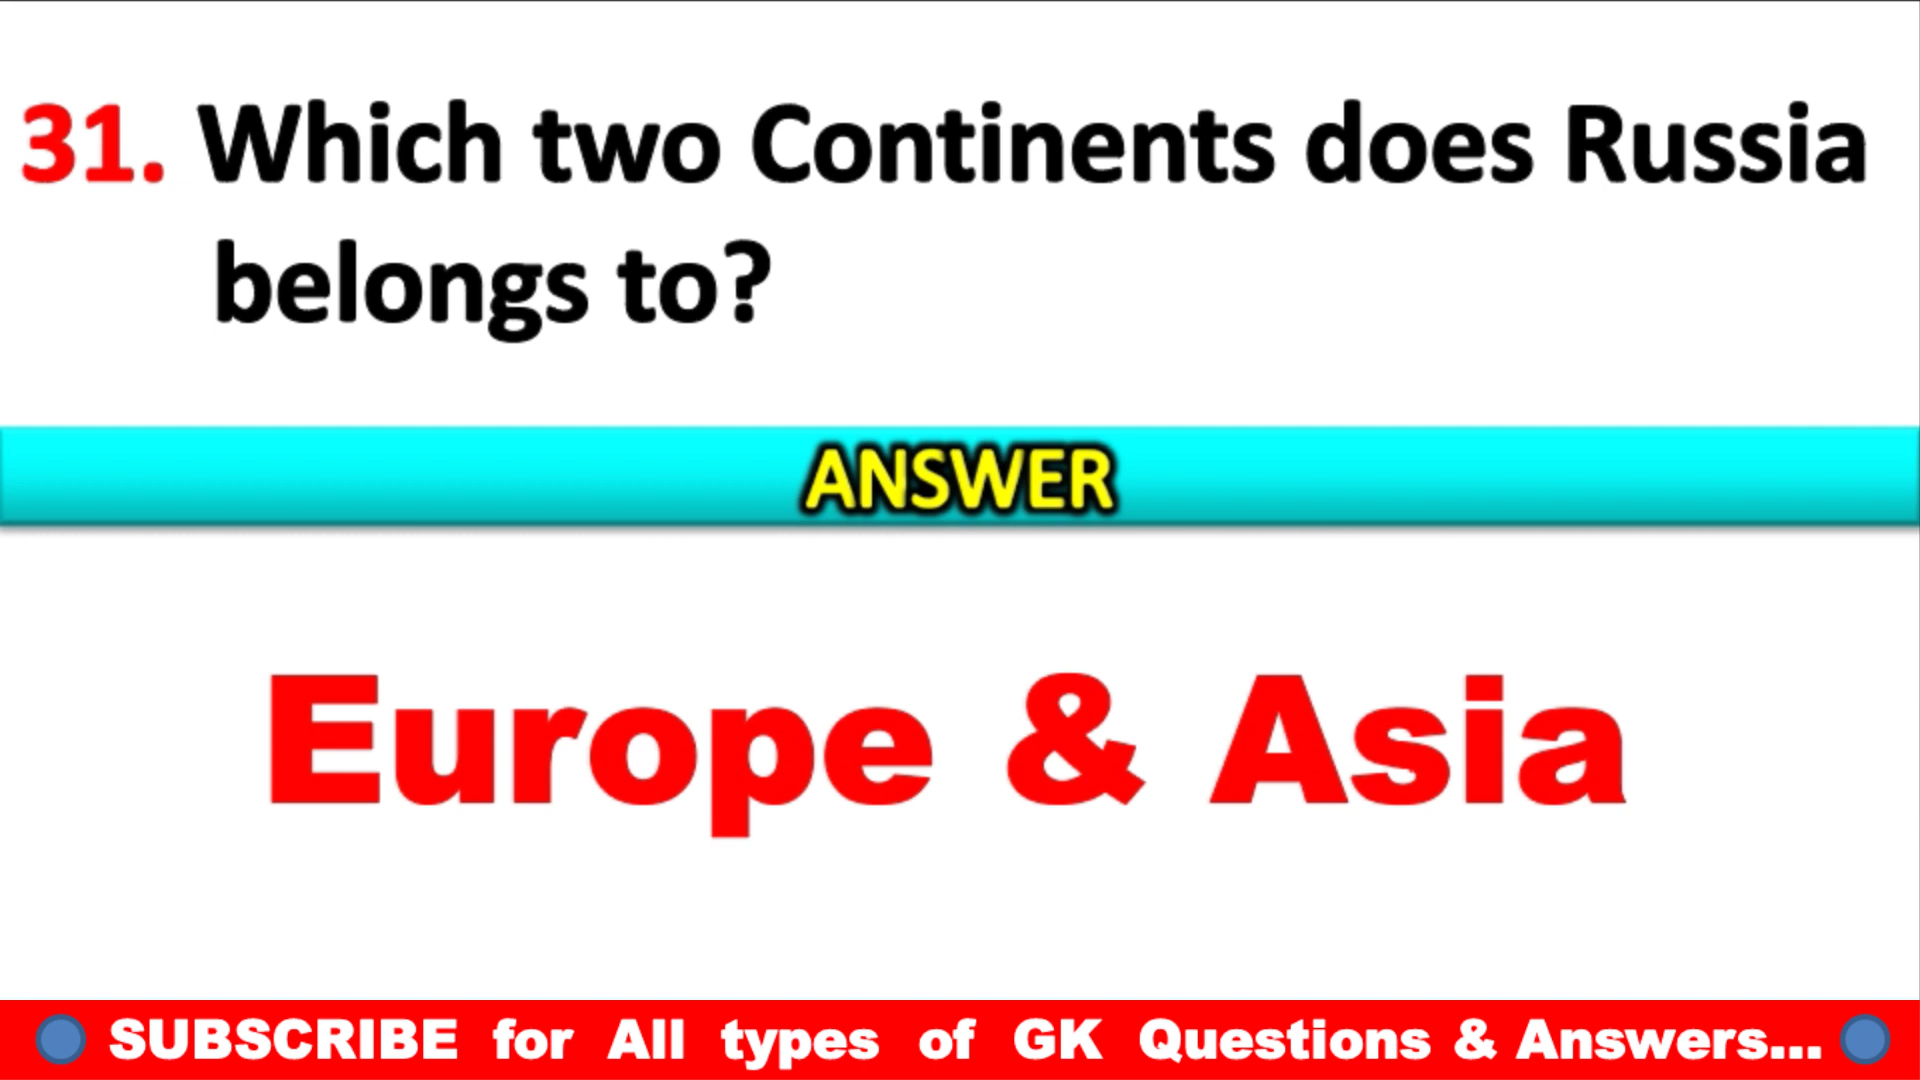 31. Which two Continents does Russia
belongs to?
ANSWER
Europe & Asia
SUBSCRIBE for All types of GK Questions & Answers...